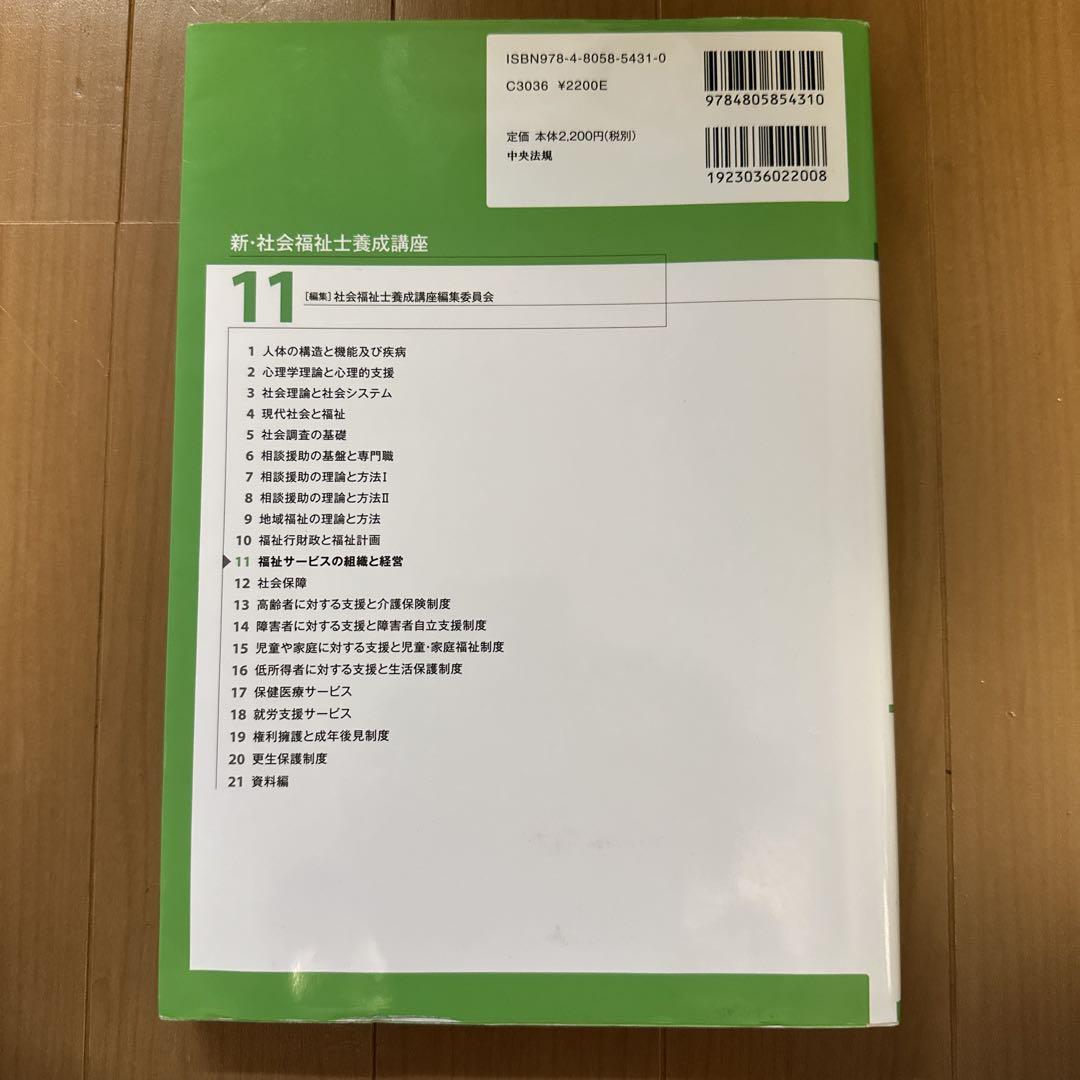 ISBN978-4-8058-5431-0
C3036 ¥2200E
9784805854310
定価 本体2,200円(税別)
中央法規
1923036022008
新・社会福祉士養成講座
11
[編集]社会福祉士養成講座編集委員会
1 人体の構造と機能及び疾病
2 心理学理論と心理的支援
3 社会理論と社会システム
4 現代社会と福祉
5 社会調査の基礎
6 相談援助の基盤と専門職
7 相談援助の理論と方法Ⅰ
8 相談援助の理論と方法Ⅱ
9 地域福祉の理論と方法
10 福祉行財政と福祉計画
11 福祉サービスの組織と経営
12 社会保障
13 高齢者に対する支援と介護保険制度
14 障害者に対する支援と障害者自立支援制度
15 児童や家庭に対する支援と児童・家庭福祉制度
16 低所得者に対する支援と生活保護制度
17 保健医療サービス
18 就労支援サービス
19 権利擁護と成年後見制度
20 更生保護制度
21 資料編